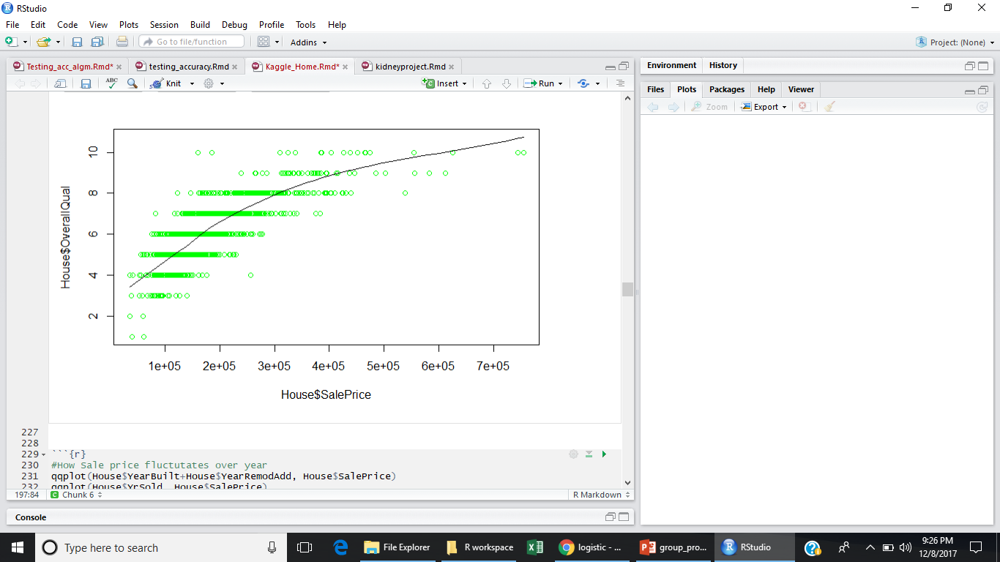 RStudio
File Edit Code View Plots Session Build Debug Profile Tools Help
Go to file/function Addins Project: (None)
Testing_acc_algm.Rmd* testing_accuracy.Rmd Kaggle_Home.Rmd* kidneyproject.Rmd
ABC Knit Insert Run
Environment History
Files Plots Packages Help Viewer
Zoom Export
House$OverallQual
10
8
6
4
2
1e+05 2e+05 3e+05 4e+05 5e+05 6e+05 7e+05
House$SalePrice
227
228
229 ```{r}
230 #How Sale price fluctutates over year
231 qqplot(House$YearBuilt+House$YearRemodAdd, House$SalePrice)
232 qqplot(House$YrSold, House$SalePrice)
197:84 Chunk 6 R Markdown
Console
Type here to search
File Explorer R workspace logistic - ... group_pro... RStudio
9:26 PM
12/8/2017